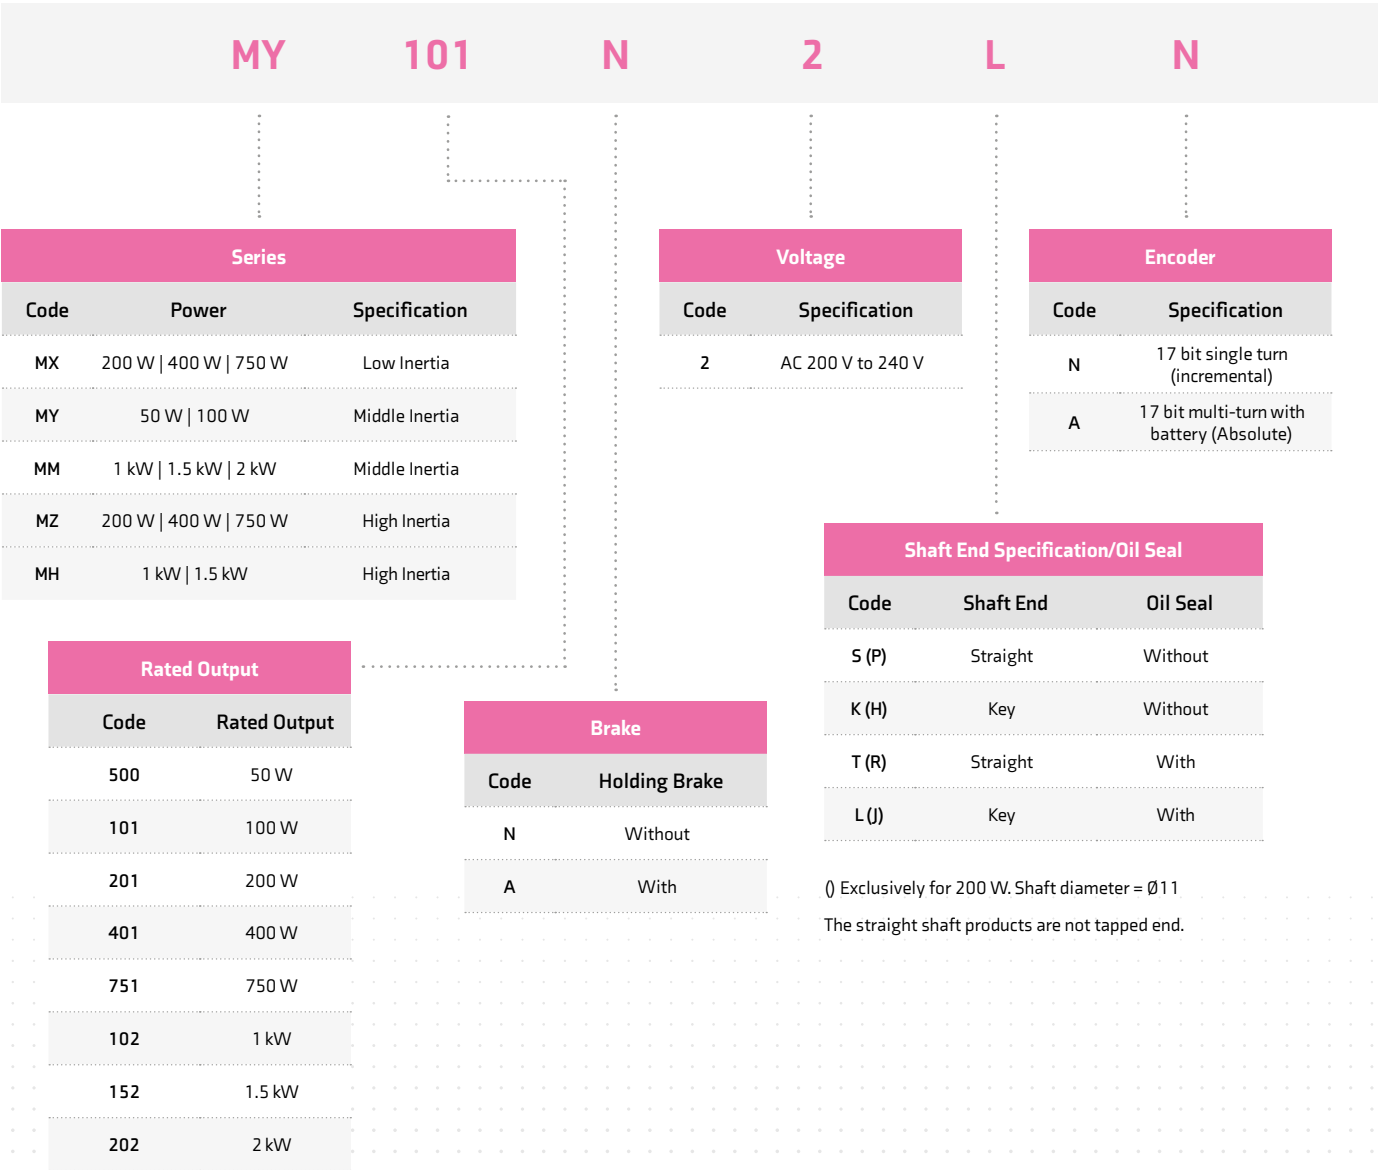 MY 101 N 2 L N
Series
Code Power Specification
MX 200 W | 400 W | 750 W Low Inertia
MY 50 W | 100 W Middle Inertia
MM 1 kW | 1.5 kW | 2 kW Middle Inertia
MZ 200 W | 400 W | 750 W High Inertia
MH 1 kW | 1.5 kW High Inertia
Voltage
Code Specification
2 AC 200 V to 240 V
Encoder
Code Specification
N 17 bit single turn
(incremental)
A 17 bit multi-turn with
battery (Absolute)
Rated Output
Code Rated Output
500 50 W
101 100 W
201 200 W
401 400 W
751 750 W
102 1 kW
152 1.5 kW
202 2 kW
Brake
Code Holding Brake
N Without
A With
Shaft End Specification/Oil Seal
Code Shaft End Oil Seal
S (P) Straight Without
K (H) Key Without
T (R) Straight With
L (J) Key With
() Exclusively for 200 W. Shaft diameter = Ø11
The straight shaft products are not tapped end.